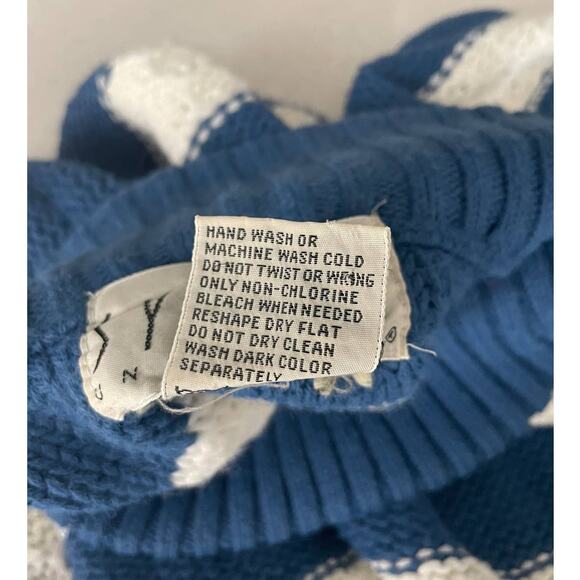 HAND WASH OR
MACHINE WASH COLD
DO NOT TWIST OR WRING
ONLY NON-CHLORINE
BLEACH WHEN NEEDED
RESHAPE DRY FLAT
DO NOT DRY CLEAN
WASH DARK COLOR
SEPARATELY
®